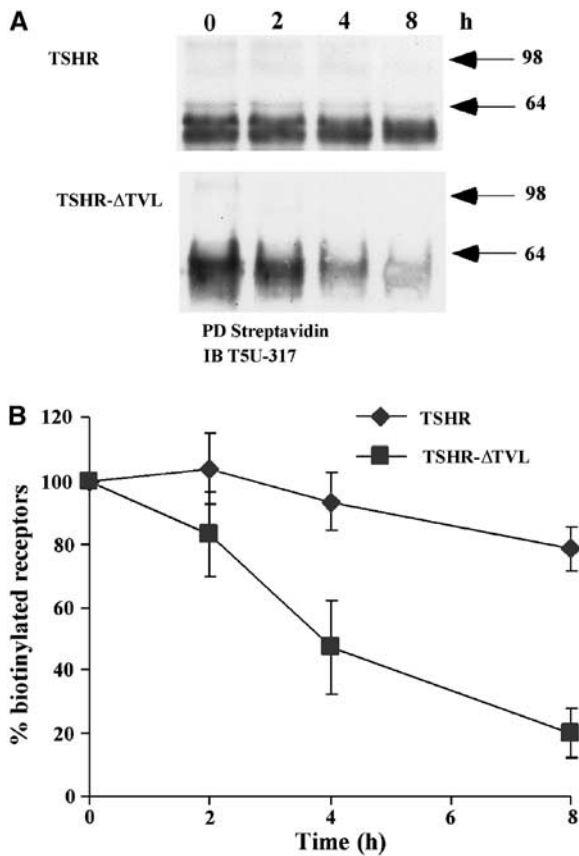 A
0 2 4 8 h
TSHR
98
64
TSHR-ΔTVL
98
64
PD Streptavidin
IB T5U-317
B
TSHR
TSHR-ΔTVL
% biotinylated receptors
120
100
80
60
40
20
0
0 2 4 6 8
Time (h)